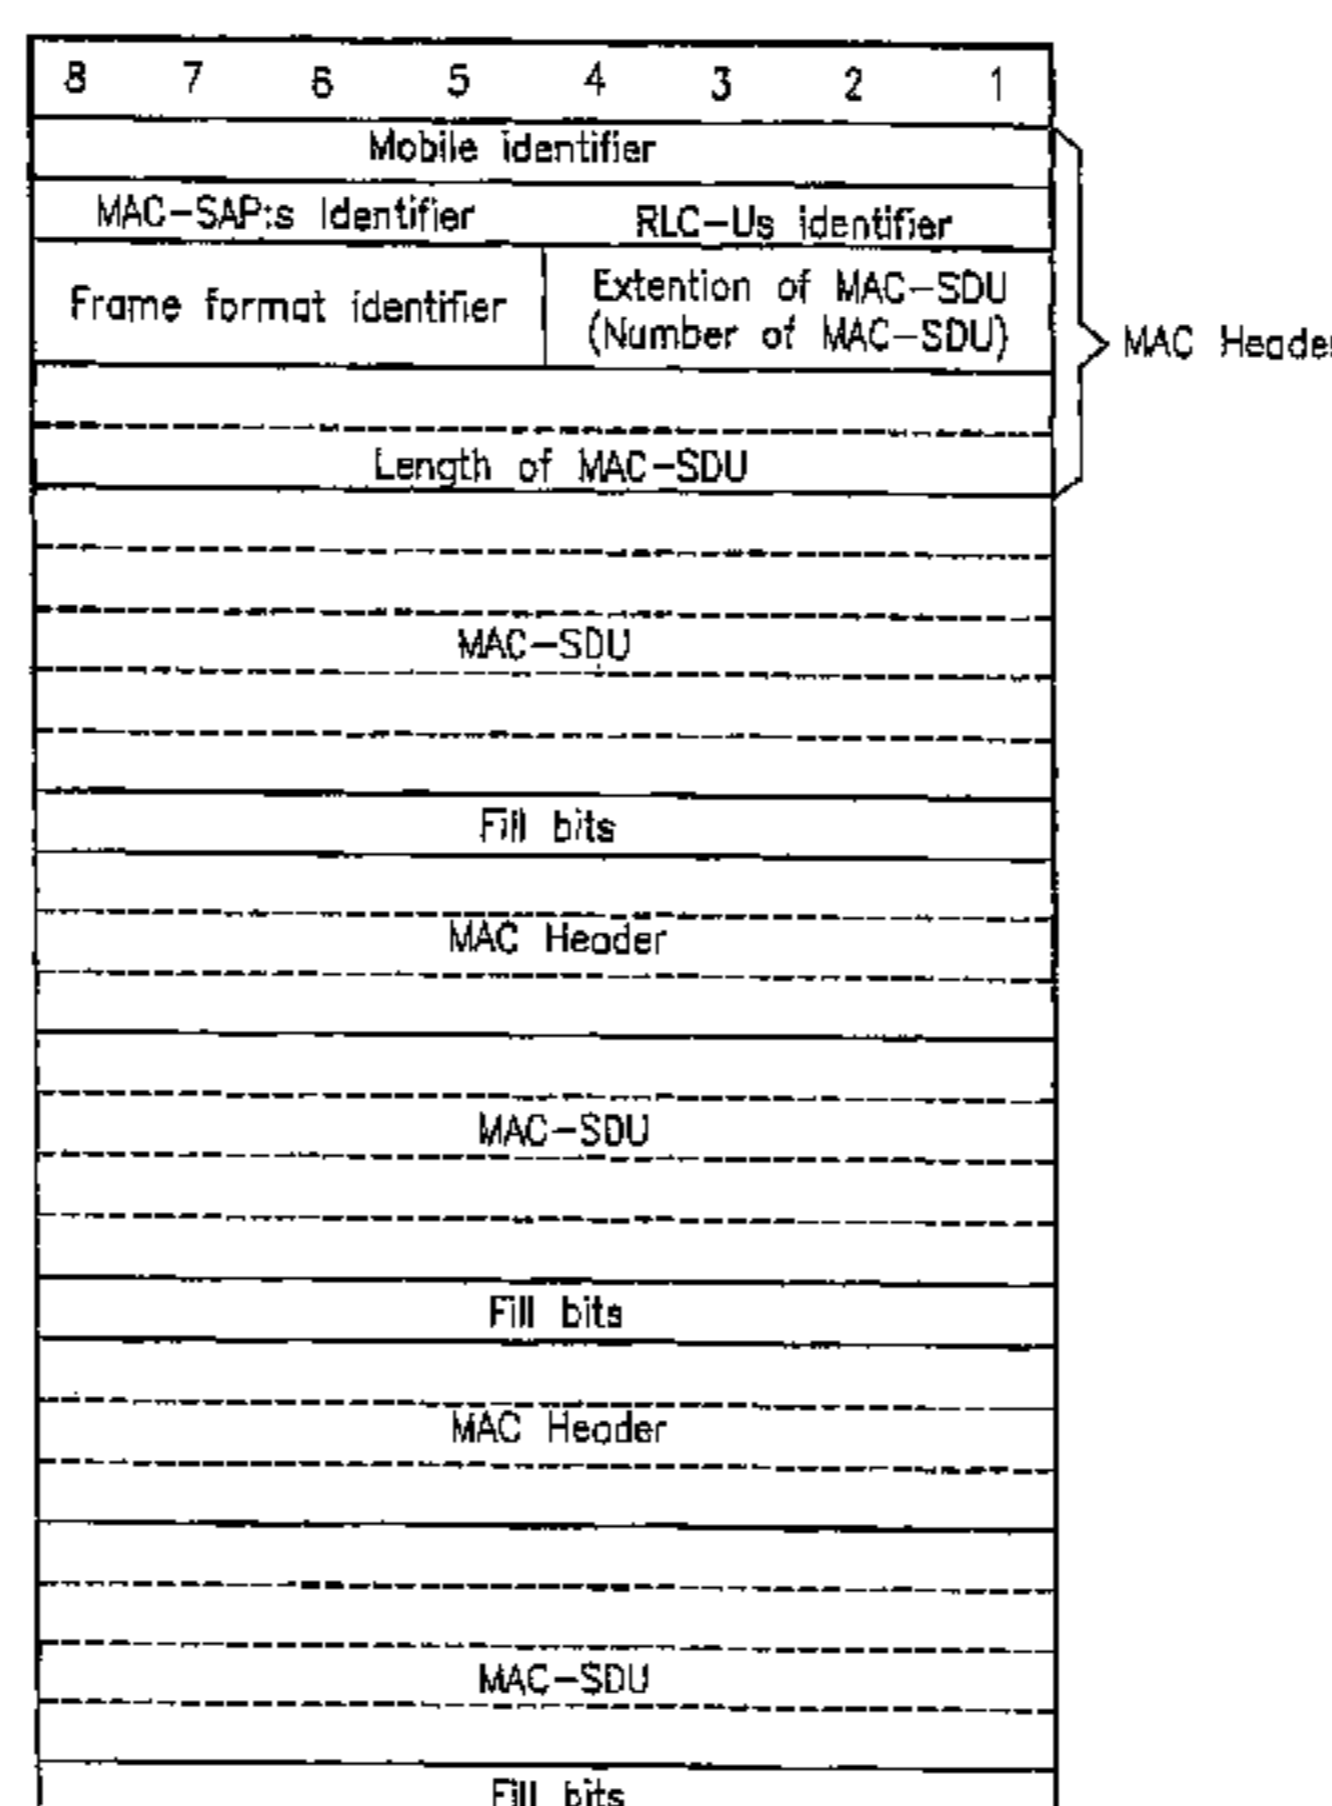 8 7 6 5 4 3 2 1
Mobile identifier
MAC-SAP:s Identifier RLC-Us identifier
Frame format identifier
Extention of MAC-SDU
(Number of MAC-SDU)
MAC Header
Length of MAC-SDU
MAC-SDU
Fill bits
MAC Header
MAC-SDU
Fill bits
MAC Header
MAC-SDU
Fill bits